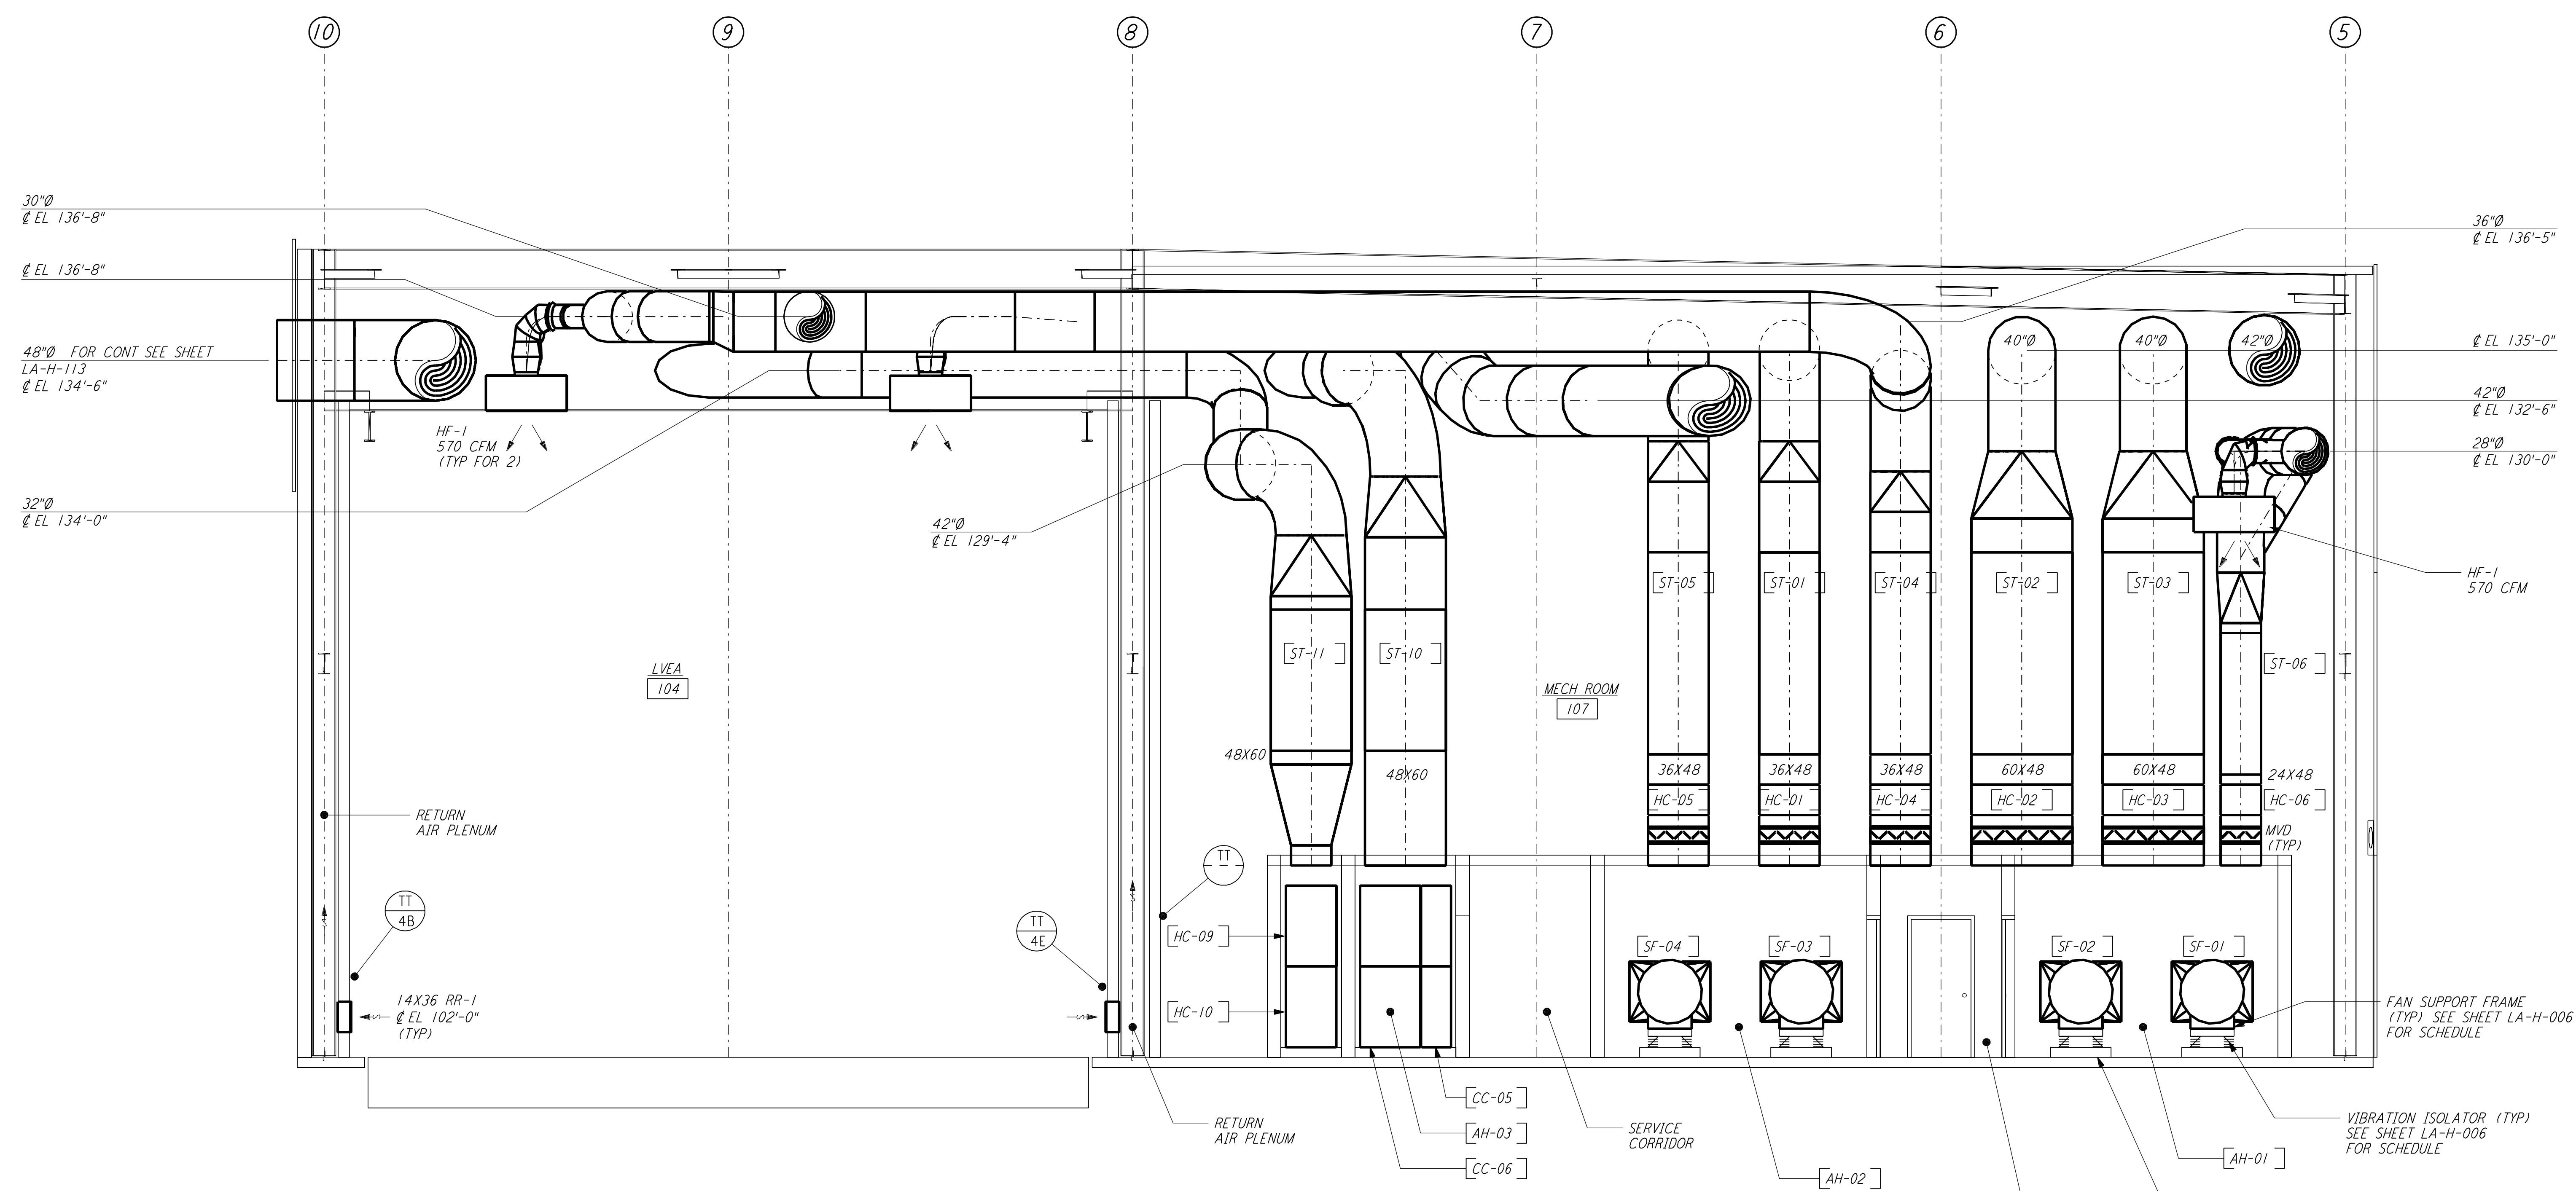 10
9
8
7
6
5
30"Ø
℄ EL 136'-8"
℄ EL 136'-8"
48"Ø FOR CONT SEE SHEET
LA-H-113
℄ EL 134'-6"
HF-1
570 CFM
(TYP FOR 2)
32"Ø
℄ EL 134'-0"
42"Ø
℄ EL 129'-4"
36"Ø
℄ EL 136'-5"
40"Ø
40"Ø
42"Ø
℄ EL 135'-0"
42"Ø
℄ EL 132'-6"
28"Ø
℄ EL 130'-0"
HF-1
570 CFM
ST-05
ST-01
ST-04
ST-02
ST-03
ST-11
ST-10
ST-06
LVEA
104
MECH ROOM
107
48X60
48X60
36X48
36X48
36X48
60X48
60X48
24X48
HC-05
HC-01
HC-04
HC-02
HC-03
HC-06
MVD
(TYP)
RETURN
AIR PLENUM
TT
TT
4B
TT
4E
HC-09
HC-10
SF-04
SF-03
SF-02
SF-01
14X36 RR-1
℄ EL 102'-0"
(TYP)
FAN SUPPORT FRAME
(TYP) SEE SHEET LA-H-006
FOR SCHEDULE
CC-05
AH-03
CC-06
RETURN
AIR PLENUM
SERVICE
CORRIDOR
AH-02
VIBRATION ISOLATOR (TYP)
SEE SHEET LA-H-006
FOR SCHEDULE
AH-01